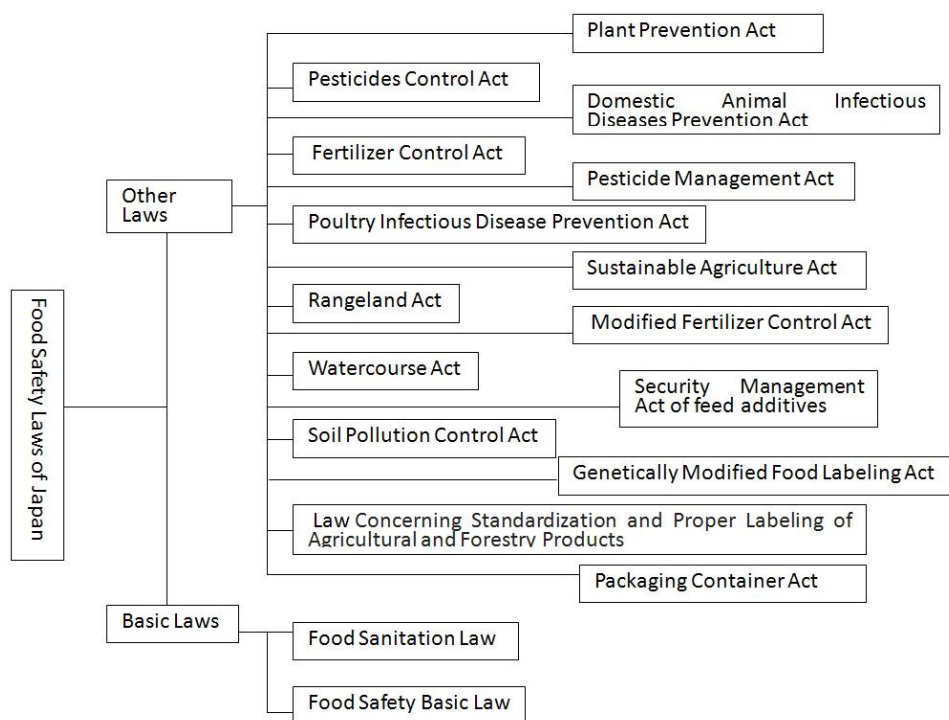 Plant Prevention Act
Pesticides Control Act
Domestic Animal Infectious
Diseases Prevention Act
Fertilizer Control Act
Pesticide Management Act
Other
Laws
Poultry Infectious Disease Prevention Act
Sustainable Agriculture Act
Rangeland Act
Modified Fertilizer Control Act
Food Safety Laws of Japan
Watercourse Act
Security Management
Act of feed additives
Soil Pollution Control Act
Genetically Modified Food Labeling Act
Law Concerning Standardization and Proper Labeling of
Agricultural and Forestry Products
Packaging Container Act
Basic Laws
Food Sanitation Law
Food Safety Basic Law